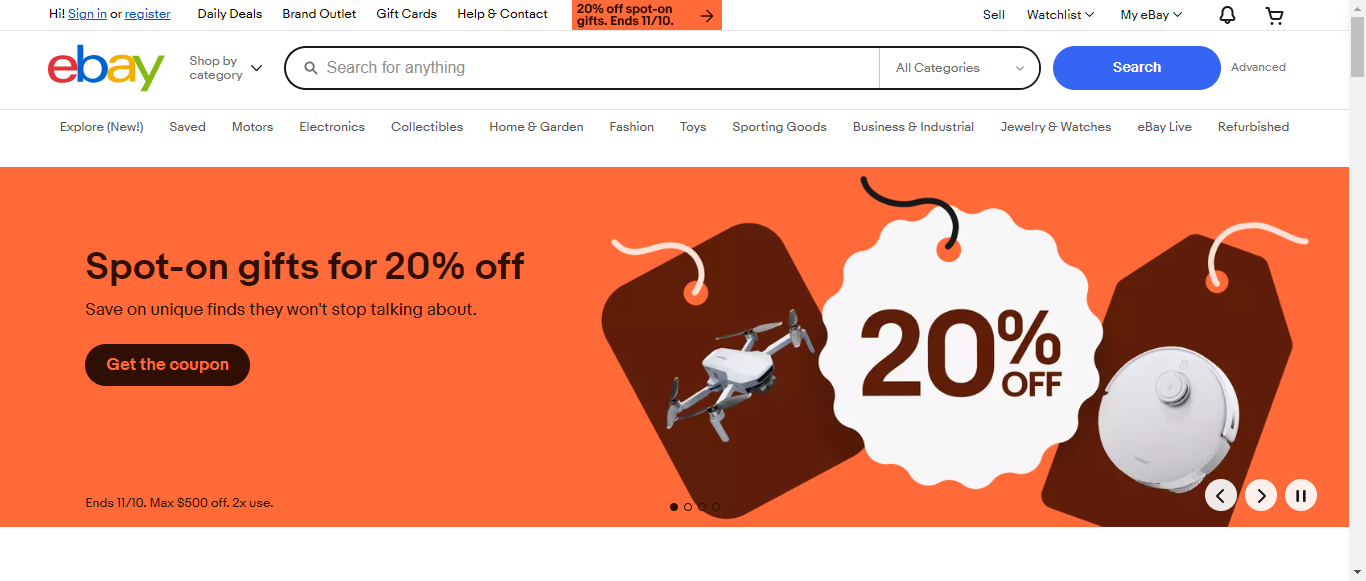 Hi! Sign in or register
Daily Deals
Brand Outlet
Gift Cards
Help & Contact
20% off spot-on
gifts. Ends 11/10.
Sell
Watchlist
My eBay
ebay
Shop by
category
Search for anything
All Categories
Search
Advanced
Explore (New!)
Saved
Motors
Electronics
Collectibles
Home & Garden
Fashion
Toys
Sporting Goods
Business & Industrial
Jewelry & Watches
eBay Live
Refurbished
Spot-on gifts for 20% off
Save on unique finds they won't stop talking about.
Get the coupon
20%
OFF
Ends 11/10. Max $500 off. 2x use.